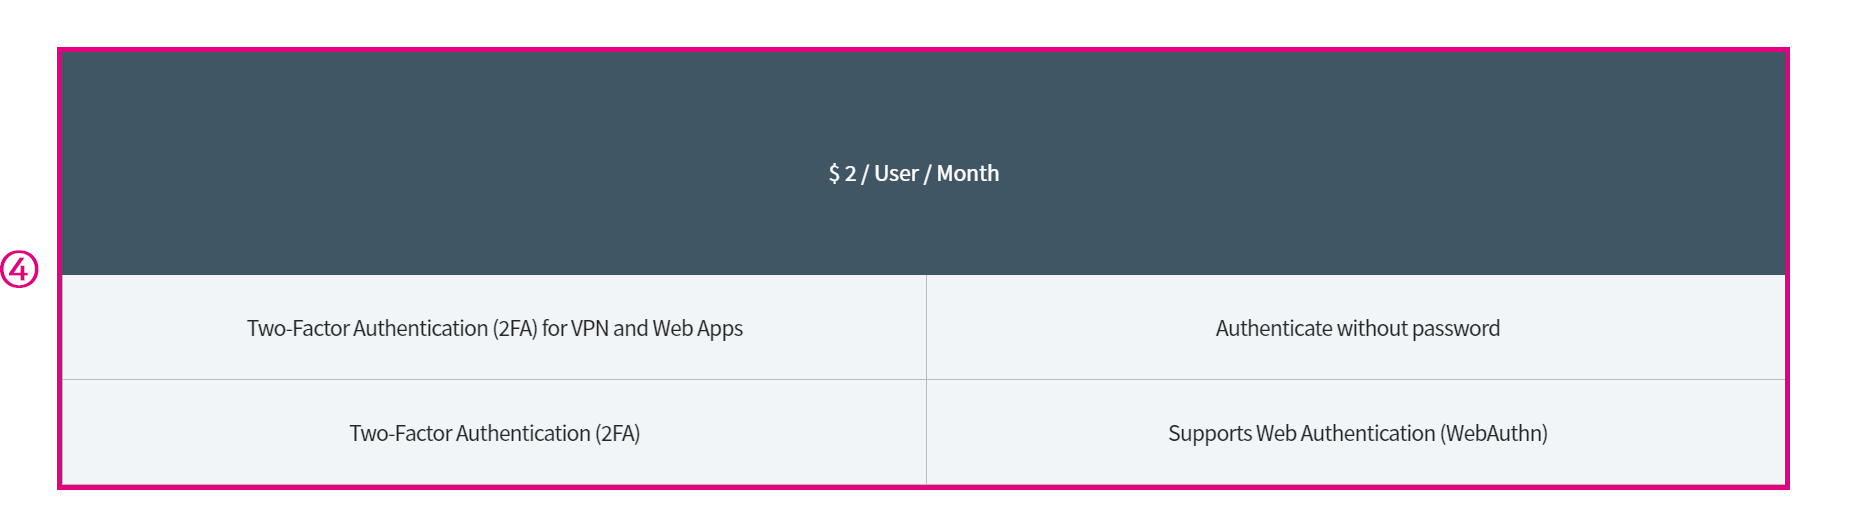 $ 2 / User / Month
④
Two-Factor Authentication (2FA) for VPN and Web Apps
Authenticate without password
Two-Factor Authentication (2FA)
Supports Web Authentication (WebAuthn)